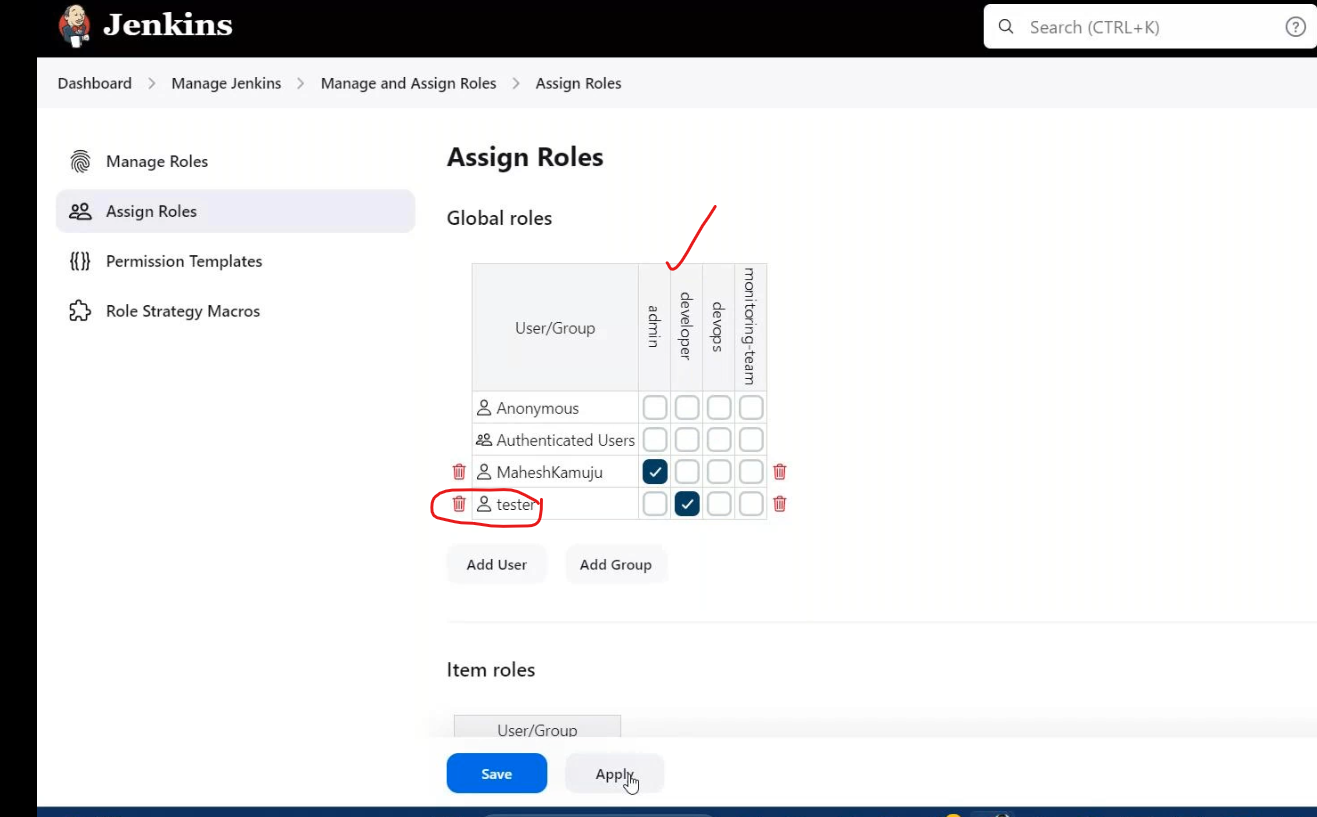 Jenkins
Search (CTRL+K)
Dashboard > Manage Jenkins > Manage and Assign Roles > Assign Roles
Manage Roles
Assign Roles
Permission Templates
Role Strategy Macros
Assign Roles
Global roles
User/Group admin developer devops monitoring-team
Anonymous
Authenticated Users
MaheshKamuju
tester
Add User Add Group
Item roles
User/Group
Save Apply